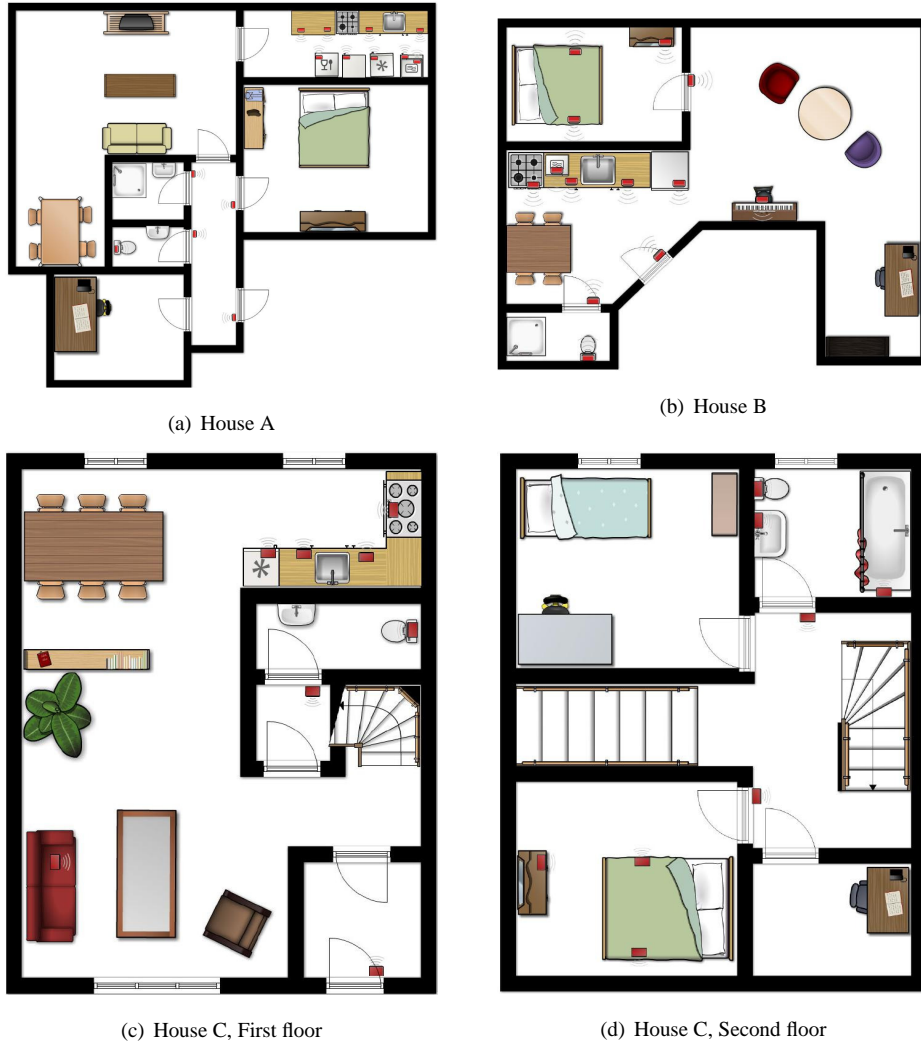 (a) House A
(b) House B
(c) House C, First floor
(d) House C, Second floor